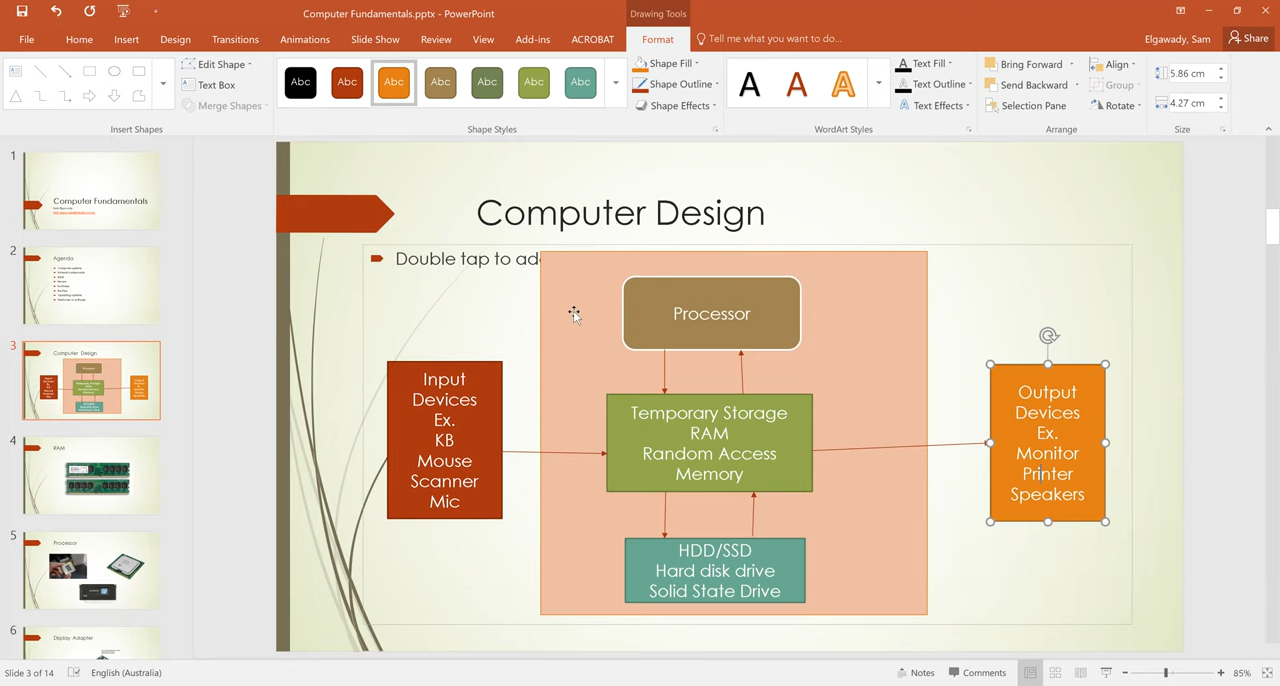 Computer Fundamentals.pptx - PowerPoint
Drawing Tools
File Home Insert Design Transitions Animations Slide Show Review View Add-ins ACROBAT Format Tell me what you want to do... Elgawady, Sam Share
Edit Shape
Text Box
Merge Shapes
Insert Shapes
Abc Abc Abc Abc Abc Abc Abc
Shape Fill
Shape Outline
Shape Effects
Shape Styles
A A A
Text Fill
Text Outline
Text Effects
WordArt Styles
Bring Forward
Send Backward
Selection Pane
Align
Group
Rotate
Arrange
5.86 cm
4.27 cm
Size
1
Computer Fundamentals
2
Agenda
3
Computer Design
4
RAM
5
Processor
6
Display Adapter
Computer Design
Double tap to ad
Processor
Input
Devices
Ex.
KB
Mouse
Scanner
Mic
Temporary Storage
RAM
Random Access
Memory
HDD/SSD
Hard disk drive
Solid State Drive
Output
Devices
Ex.
Monitor
Printer
Speakers
Slide 3 of 14 English (Australia) Notes Comments 85%